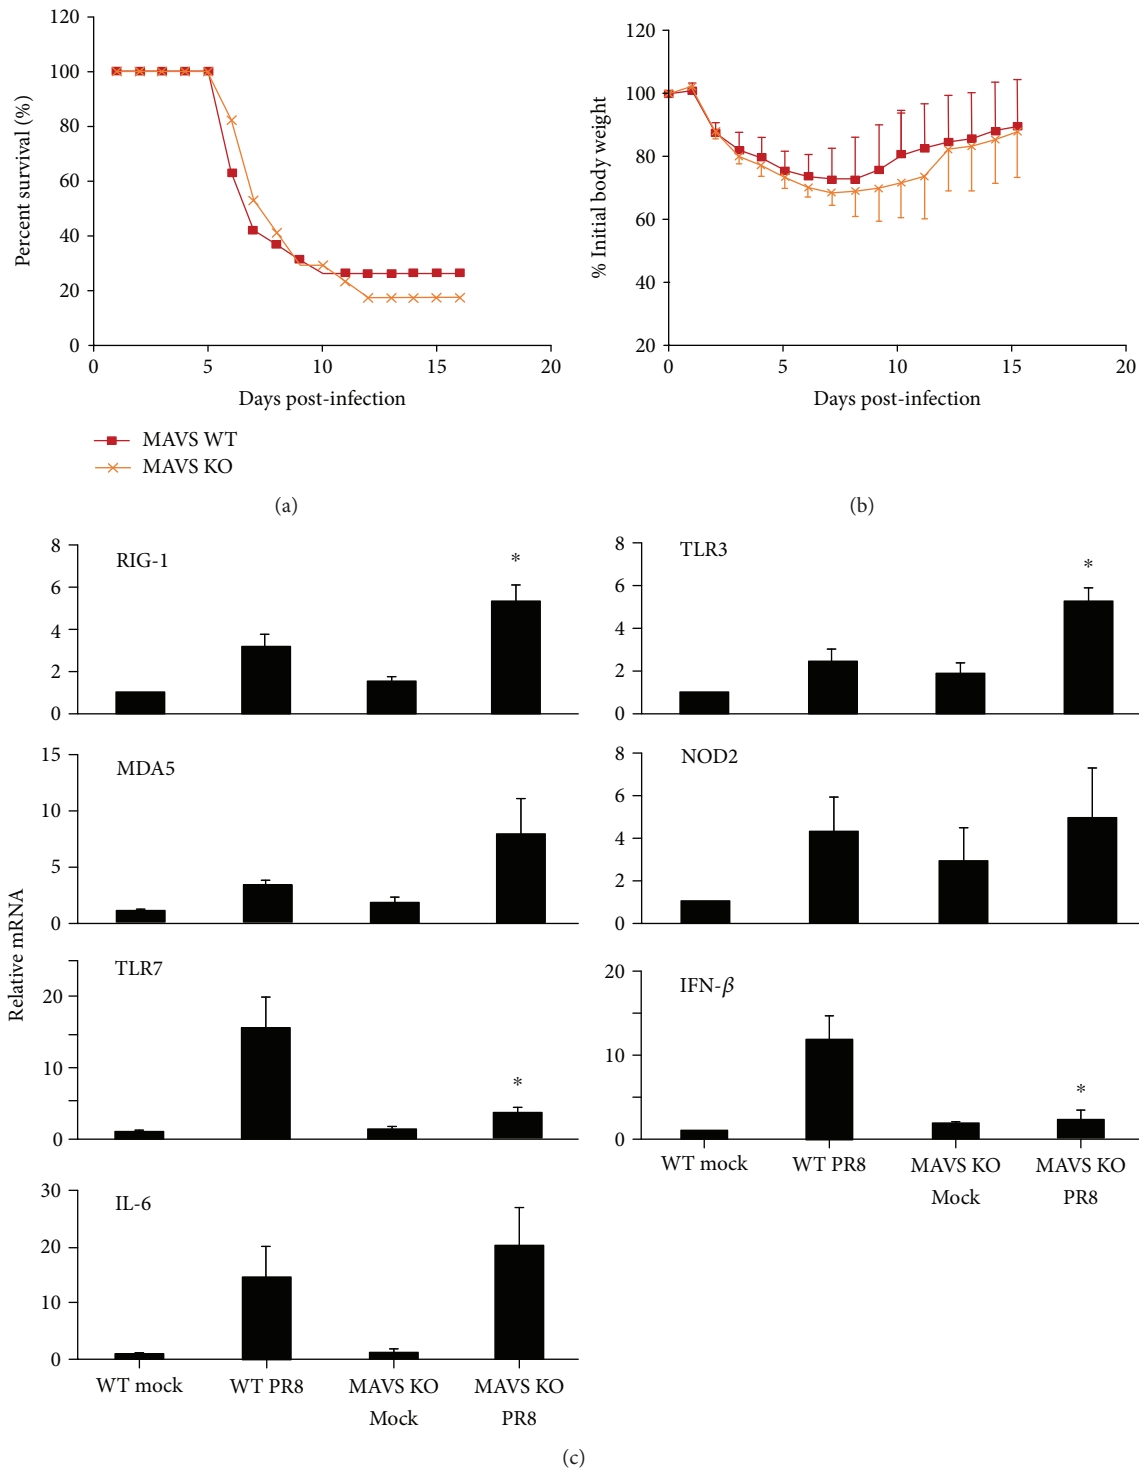 120
100
80
60
40
20
0
Percent survival (%)
0 5 10 15 20
Days post-infection
MAVS WT
MAVS KO
(a)
120
100
80
60
40
20
% Initial body weight
0 5 10 15 20
Days post-infection
(b)
Relative mRNA
RIG-1
8
6
4
2
0
*
TLR3
8
6
4
2
0
*
MDA5
15
10
5
0
NOD2
8
6
4
2
0
TLR7
20
10
0
*
IFN-β
20
10
0
*
WT mock WT PR8 MAVS KO MAVS KO
Mock PR8
IL-6
30
20
10
0
WT mock WT PR8 MAVS KO MAVS KO
Mock PR8
(c)